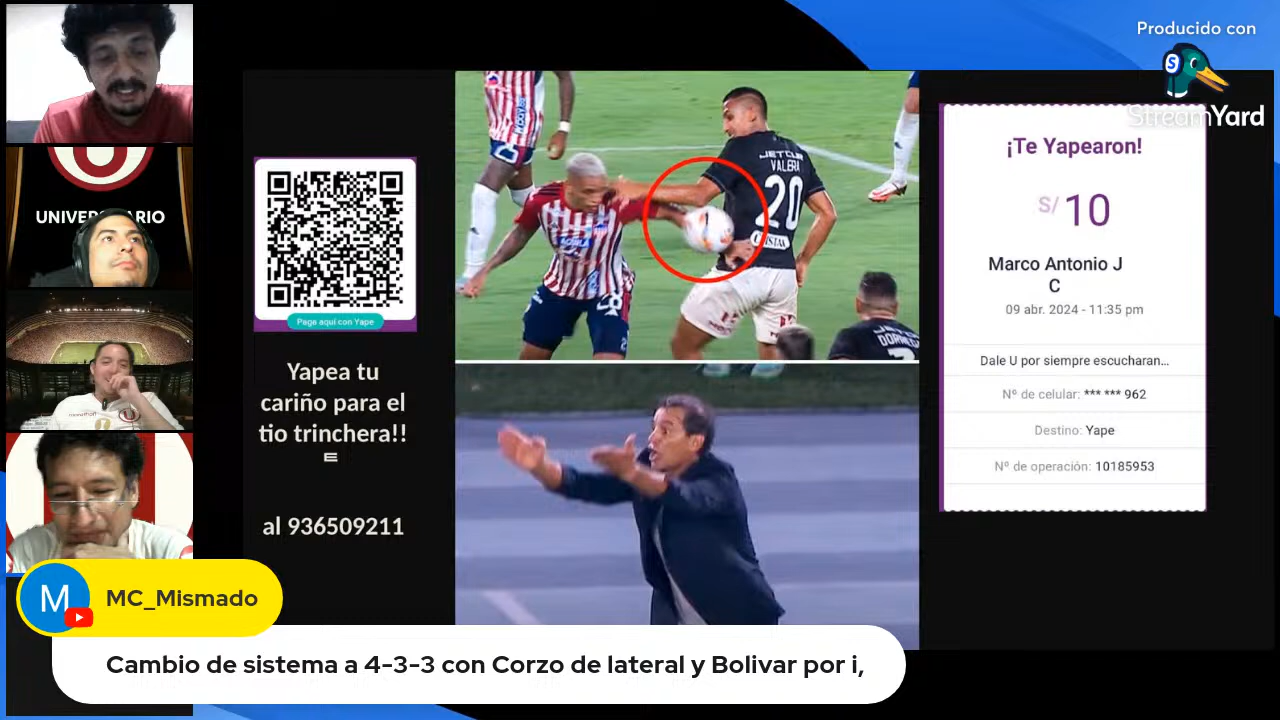 Producido con
StreamYard
UNIVERSITARIO
Paga aquí con Yape
Yapea tu
cariño para el
tio trinchera!!
E
al 936509211
AGUILA
VALERA
20
¡Te Yapearon!
S/ 10
Marco Antonio J
C
09 abr. 2024 - 11:35 pm
Dale U por siempre escucharan...
Nº de celular: *** *** 962
Destino: Yape
Nº de operación: 10185953
M
MC_Mismado
Cambio de sistema a 4-3-3 con Corzo de lateral y Bolivar por i,